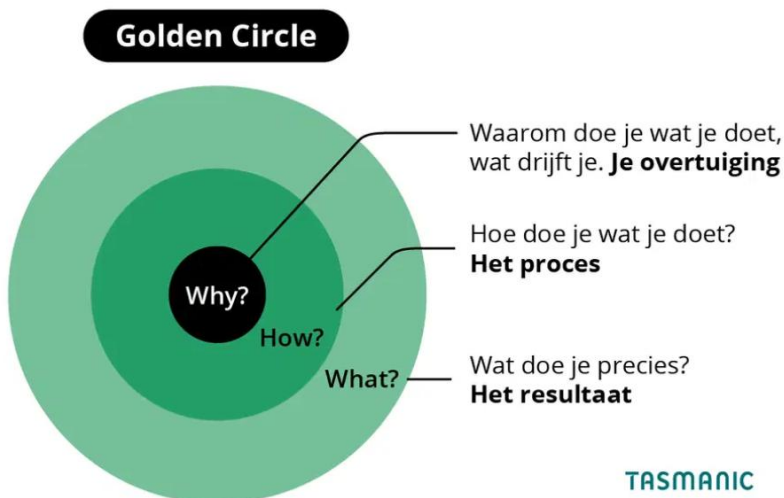 Golden Circle
Waarom doe je wat je doet,
wat drijft je. Je overtuiging
Hoe doe je wat je doet?
Het proces
Why?
How?
What?
Wat doe je precies?
Het resultaat
TASMANIC